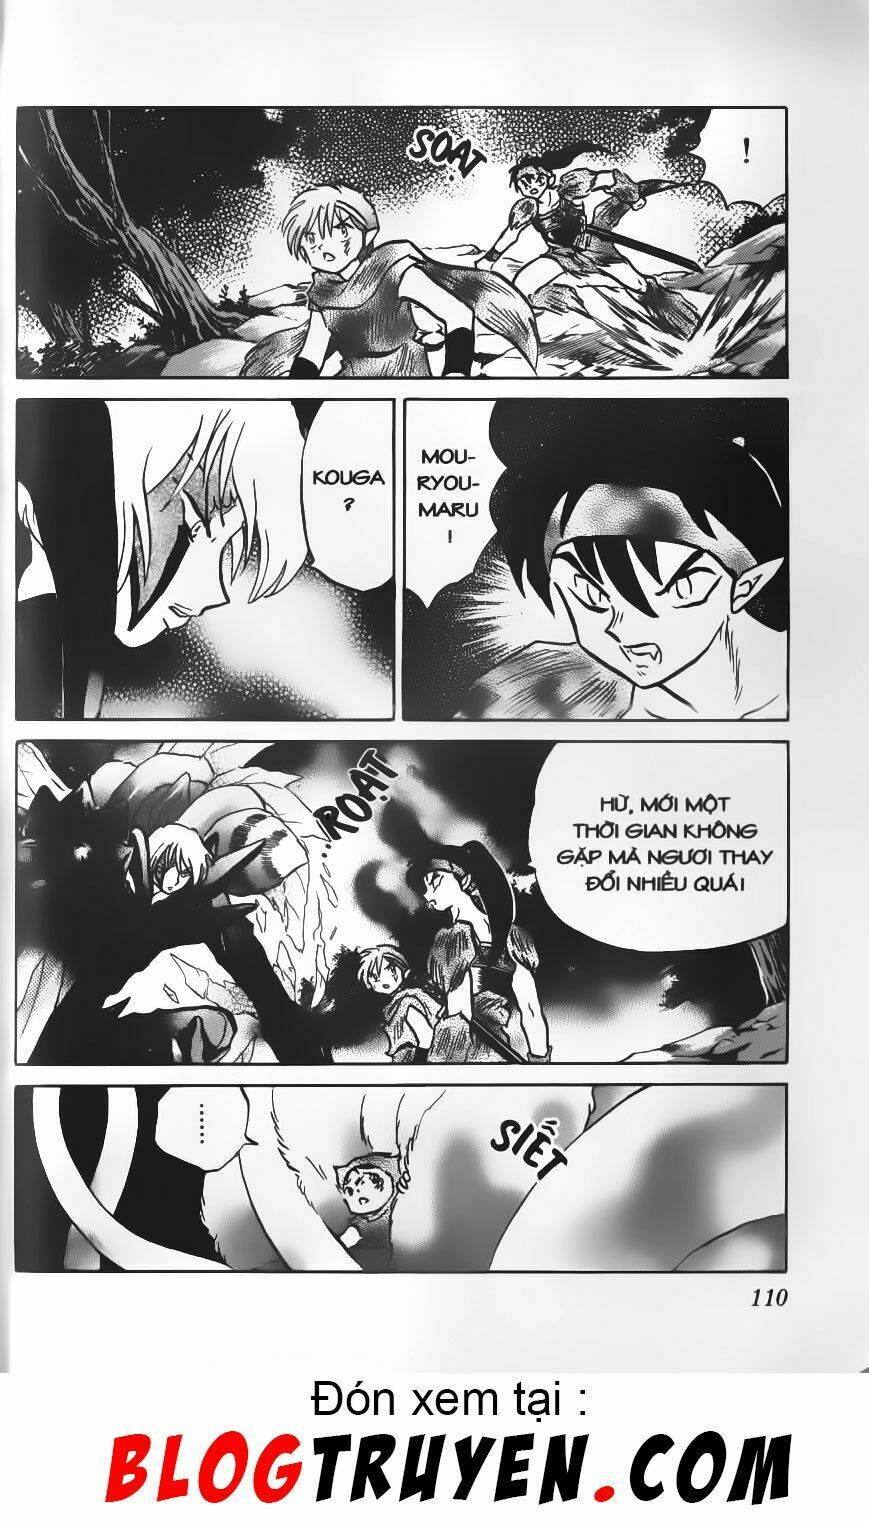 SOẠT
!
MOU-
RYOU-
MARU
!
KOUGA
?
HỪ, MỚI MỘT
THỜI GIAN KHÔNG
GẶP MÀ NGƯƠI THAY
ĐỔI NHIỀU QUÁ!
...ROẠT
SIẾT
........
110
Đón xem tại :
BLOGTRUYEN.COM